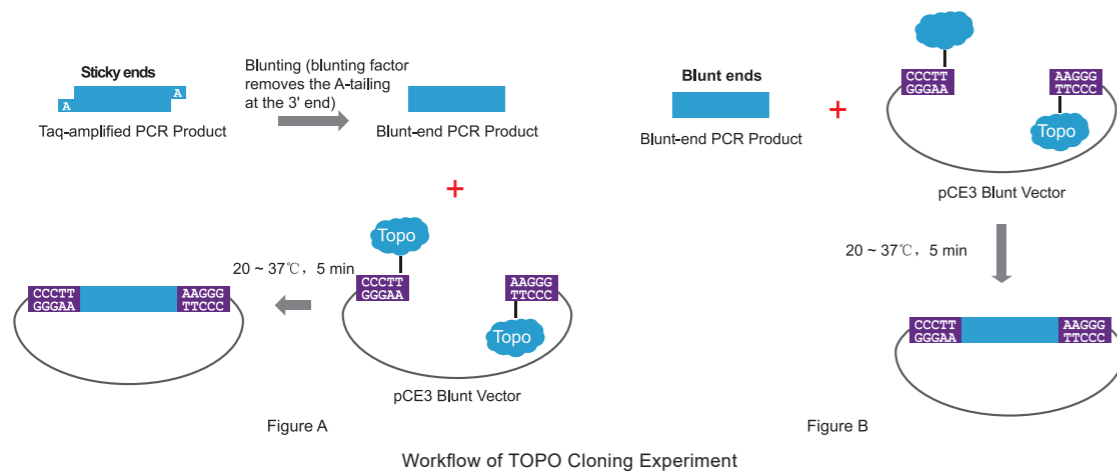 Sticky ends
A
A
Taq-amplified PCR Product
Blunting (blunting factor
removes the A-tailing
at the 3' end)
Blunt-end PCR Product
+
Topo
CCCTT
GGGAA
AAGGG
TTCCC
Topo
pCE3 Blunt Vector
20 ~ 37℃，5 min
CCCTT
GGGAA
AAGGG
TTCCC
Figure A
Blunt ends
Blunt-end PCR Product
+
CCCTT
GGGAA
AAGGG
TTCCC
Topo
pCE3 Blunt Vector
20 ~ 37℃，5 min
CCCTT
GGGAA
AAGGG
TTCCC
Figure B
Workflow of TOPO Cloning Experiment